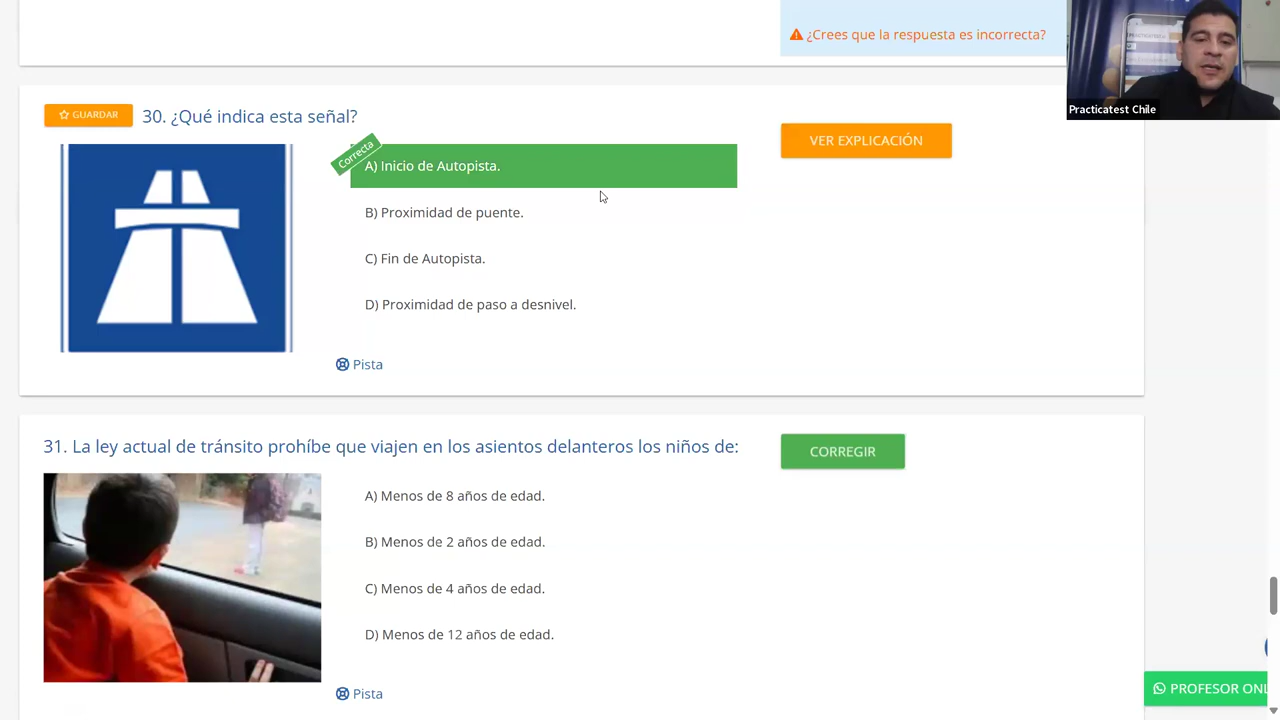 ¿Crees que la respuesta es incorrecta?
Practicatest Chile
GUARDAR
30. ¿Qué indica esta señal?
VER EXPLICACIÓN
Correcta
A) Inicio de Autopista.
B) Proximidad de puente.
C) Fin de Autopista.
D) Proximidad de paso a desnivel.
Pista
31. La ley actual de tránsito prohíbe que viajen en los asientos delanteros los niños de:
CORREGIR
A) Menos de 8 años de edad.
B) Menos de 2 años de edad.
C) Menos de 4 años de edad.
D) Menos de 12 años de edad.
Pista
PROFESOR ONL